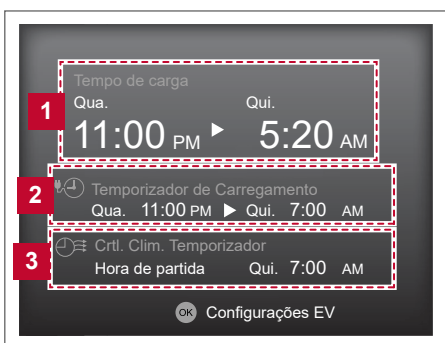 Tempo de carga
Qua. Qui.
1
11:00 PM ▶ 5:20 AM
2
Temporizador de Carregamento
Qua. 11:00 PM ▶ Qui. 7:00 AM
3
Crtl. Clim. Temporizador
Hora de partida Qui. 7:00 AM
OK Configurações EV